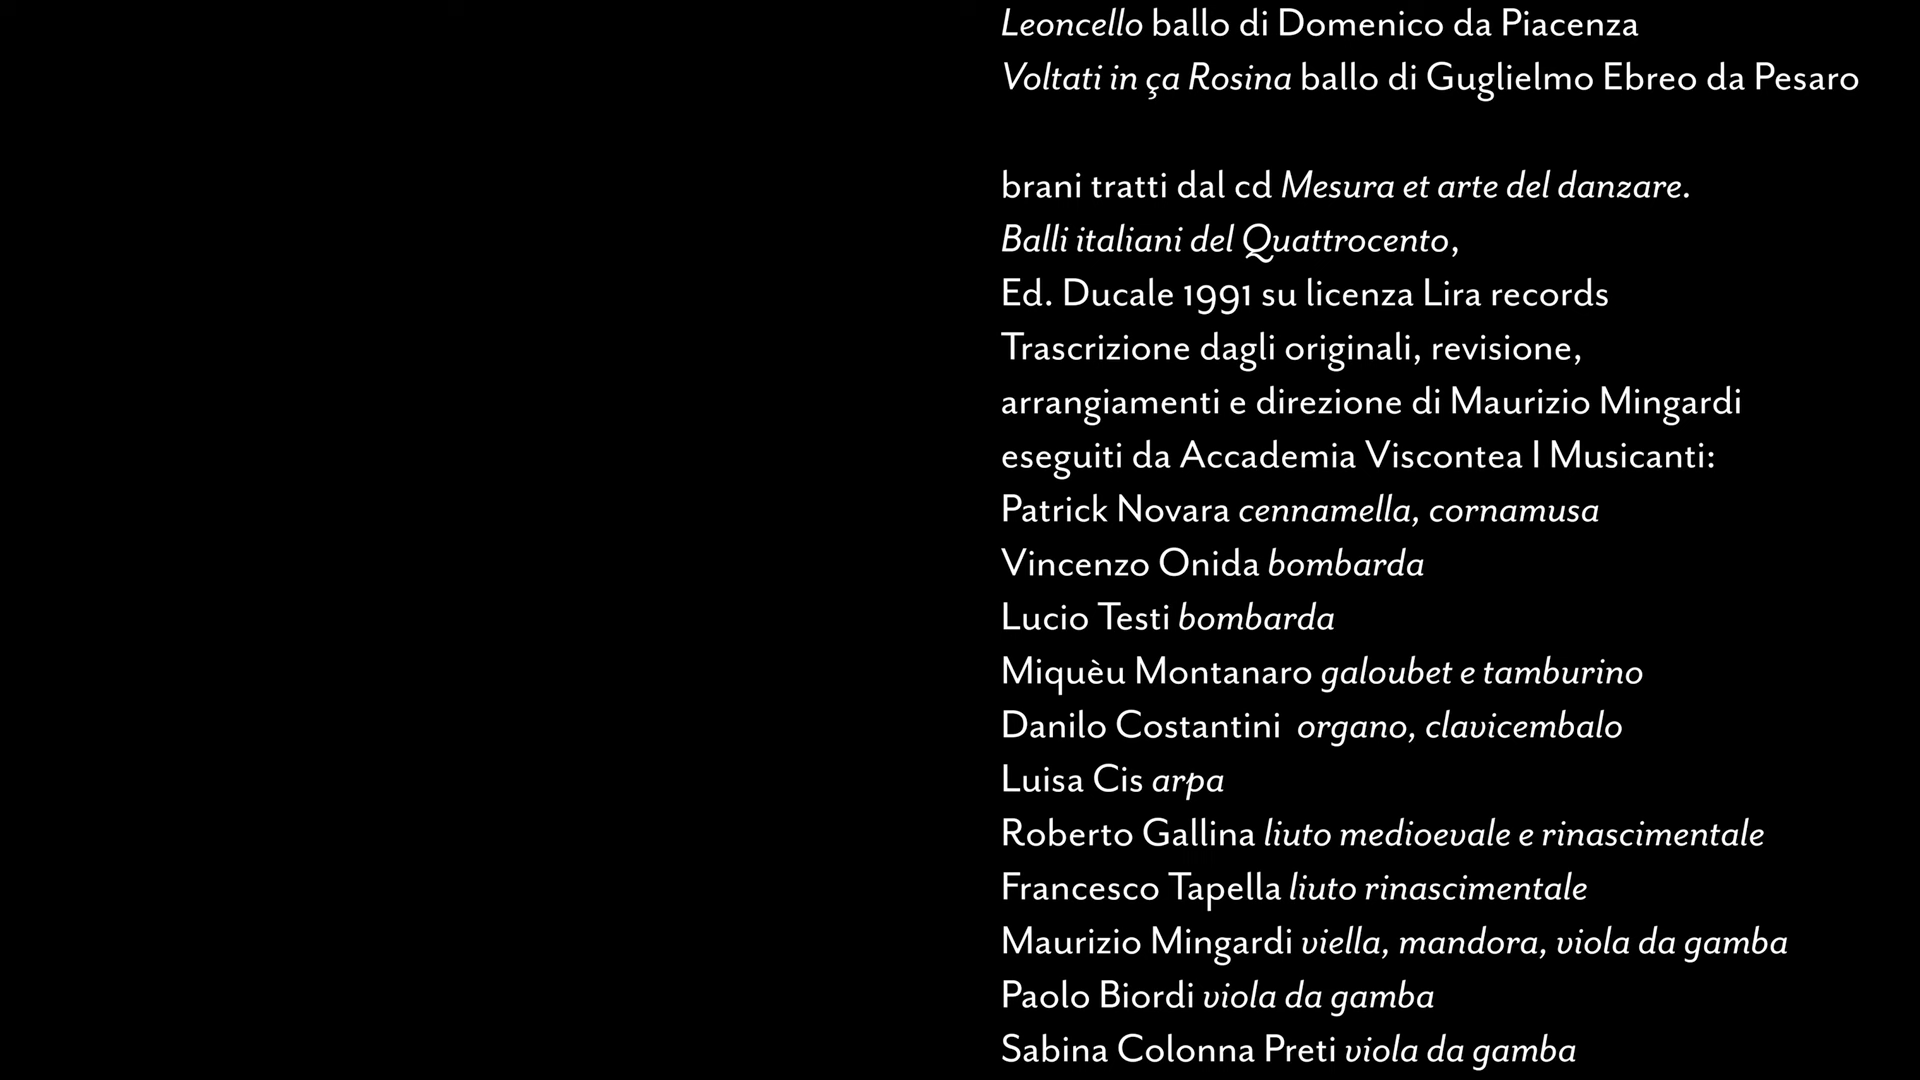 Leoncello ballo di Domenico da Piacenza
Voltati in ça Rosina ballo di Guglielmo Ebreo da Pesaro
brani tratti dal cd Mesura et arte del danzare.
Balli italiani del Quattrocento,
Ed. Ducale 1991 su licenza Lira records
Trascrizione dagli originali, revisione,
arrangiamenti e direzione di Maurizio Mingardi
eseguiti da Accademia Viscontea I Musicanti:
Patrick Novara cennamella, cornamusa
Vincenzo Onida bombarda
Lucio Testi bombarda
Miquèu Montanaro galoubet e tamburino
Danilo Costantini organo, clavicembalo
Luisa Cis arpa
Roberto Gallina liuto medioevale e rinascimentale
Francesco Tapella liuto rinascimentale
Maurizio Mingardi viella, mandora, viola da gamba
Paolo Biordi viola da gamba
Sabina Colonna Preti viola da gamba